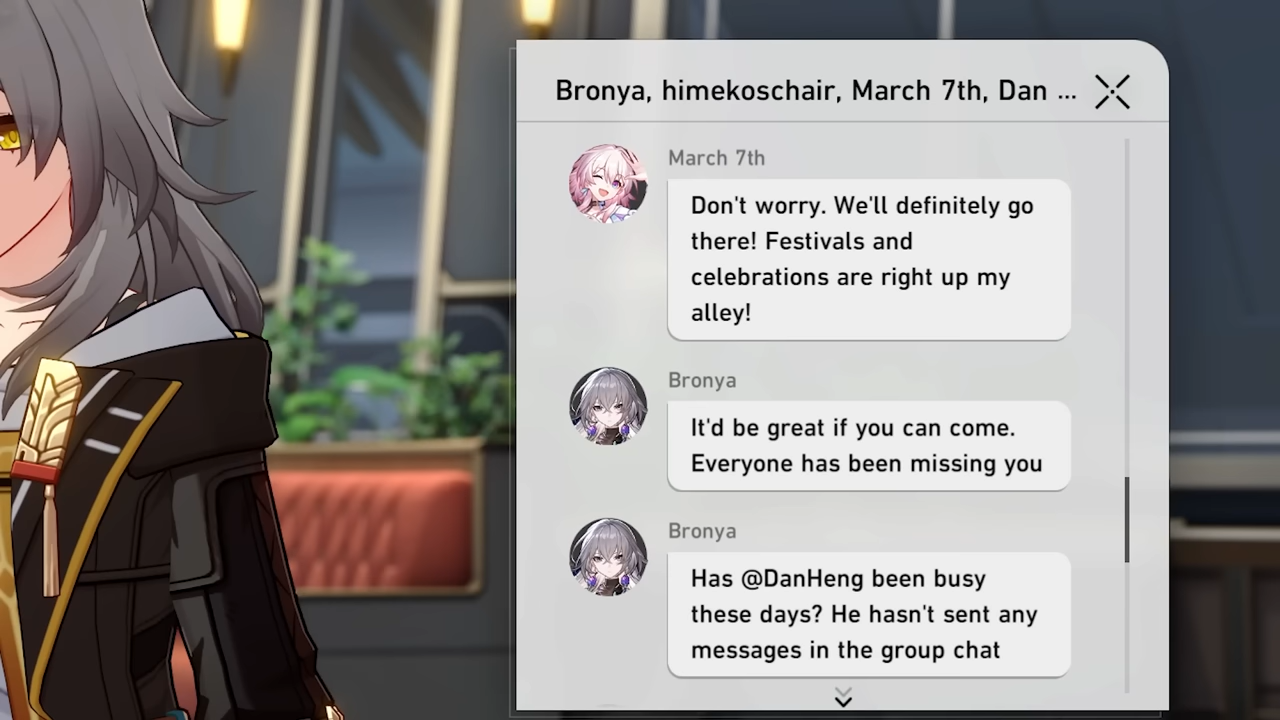 Bronya, himekoschair, March 7th, Dan ...
March 7th
Don't worry. We'll definitely go
there! Festivals and
celebrations are right up my
alley!
Bronya
It'd be great if you can come.
Everyone has been missing you
Bronya
Has @DanHeng been busy
these days? He hasn't sent any
messages in the group chat